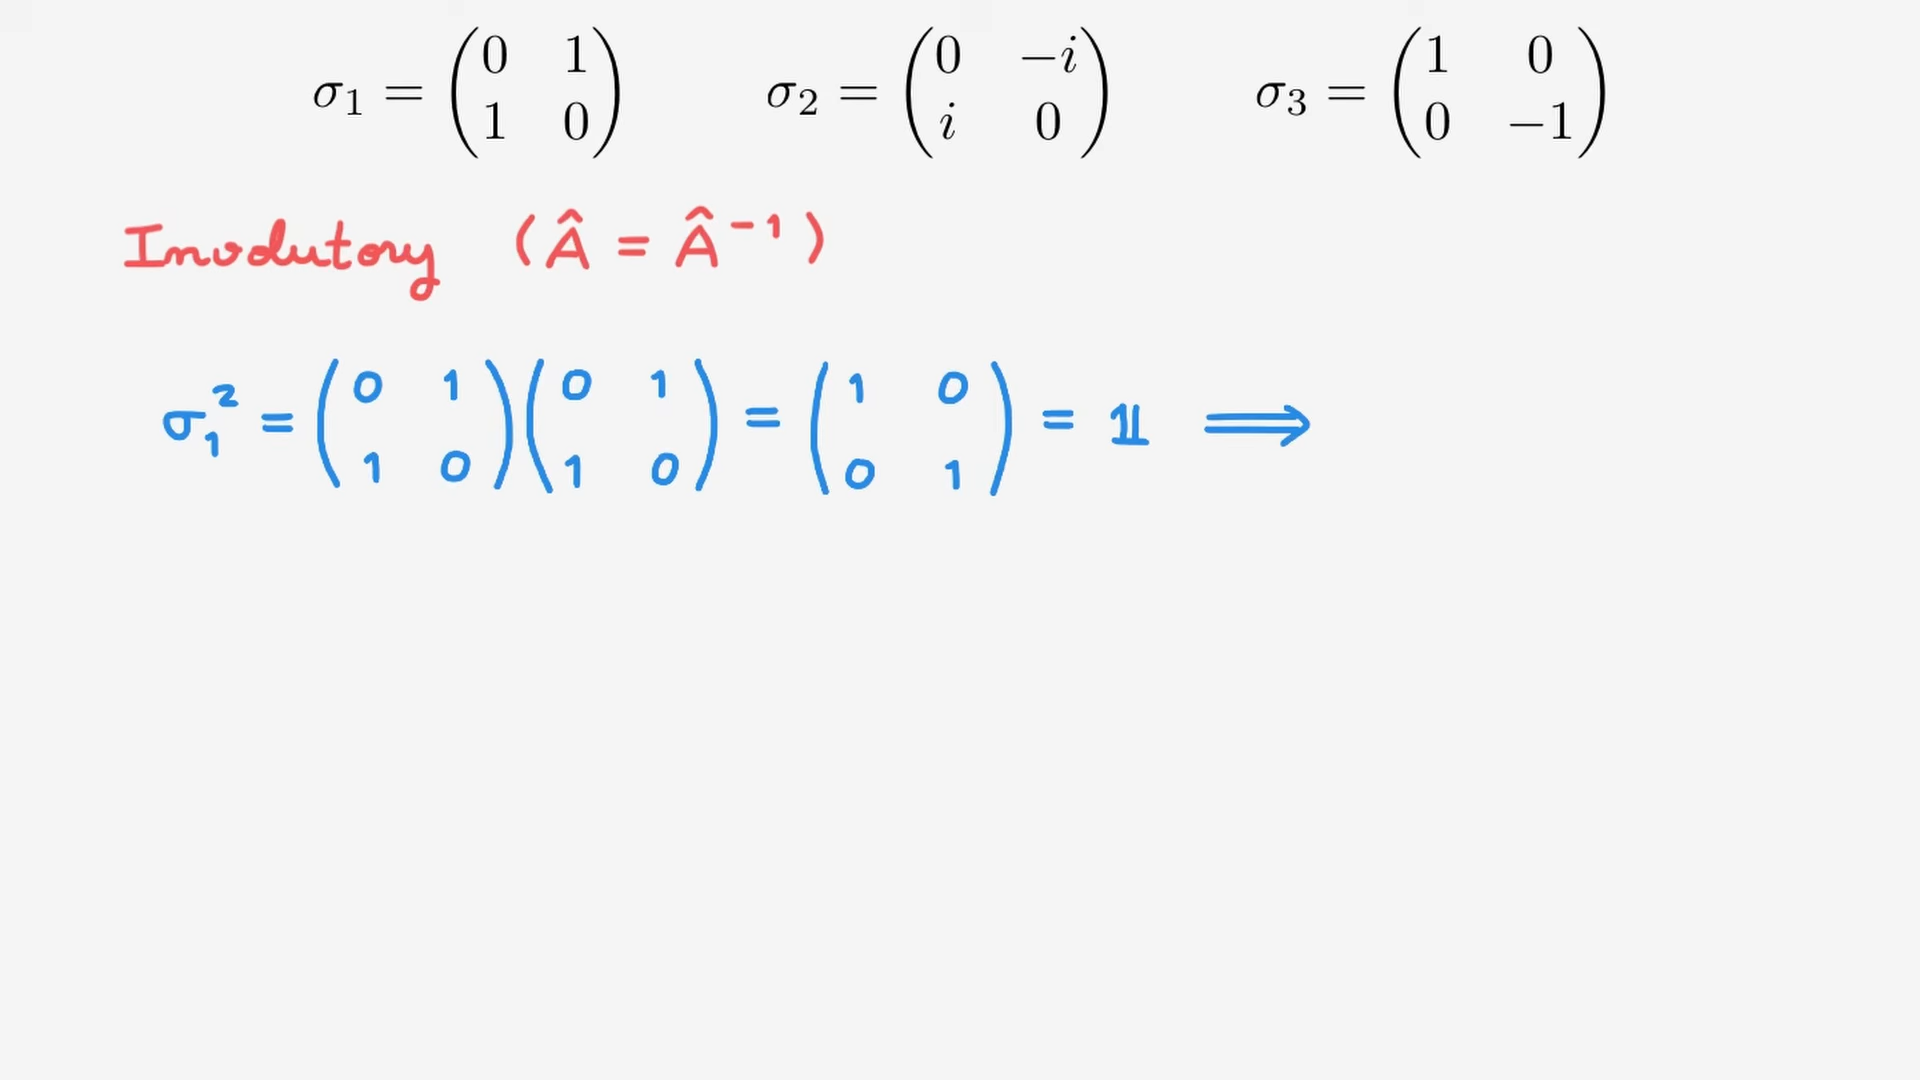 σ₁ = (0 1; 1 0) σ₂ = (0 −i; i 0) σ₃ = (1 0; 0 −1)
Involutory (Â = Â⁻¹)
σ₁² = (0 1; 1 0)(0 1; 1 0) = (1 0; 0 1) = 𝟙 ⟹